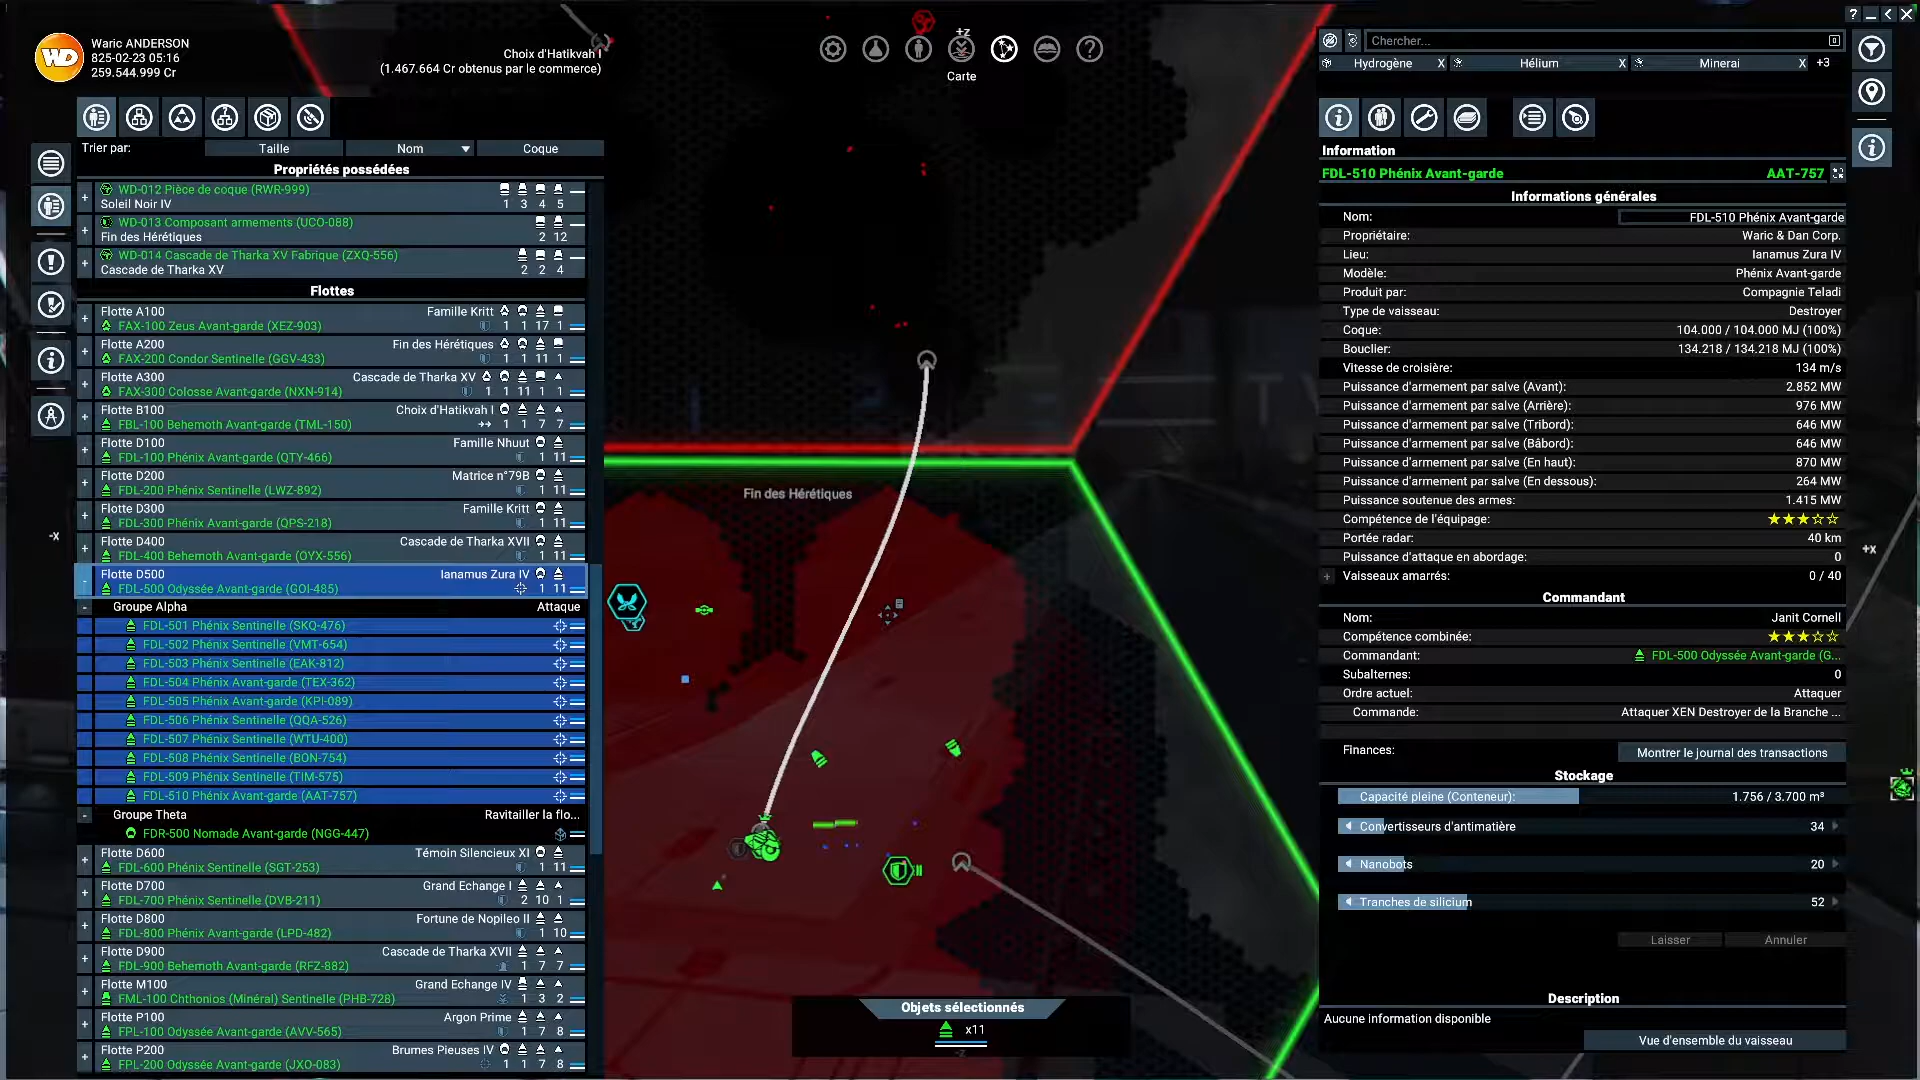 WD
Waric ANDERSON
825-02-23 05:16
259.544.999 Cr
Choix d'Hatikvah I
(1.467.664 Cr obtenus par le commerce)
+Z
Carte
Trier par:
Taille
Nom
Coque
Propriétés possédées
WD-012 Pièce de coque (RWR-999)
Soleil Noir IV
1 3 4 5
WD-013 Composant armements (UCO-088)
Fin des Hérétiques
2 12
WD-014 Cascade de Tharka XV Fabrique (ZXQ-556)
Cascade de Tharka XV
2 2 4
Flottes
Flotte A100
Famille Kritt
FAX-100 Zeus Avant-garde (XEZ-903)
1 1 17 1
Flotte A200
Fin des Hérétiques
FAX-200 Condor Sentinelle (GGV-433)
1 1 11 1
Flotte A300
Cascade de Tharka XV
FAX-300 Colosse Avant-garde (NXN-914)
1 1 11 1 1
Flotte B100
Choix d'Hatikvah I
FBL-100 Behemoth Avant-garde (TML-150)
1 1 7 7
Flotte D100
Famille Nhuut
FDL-100 Phénix Avant-garde (QTY-466)
1 11
Flotte D200
Matrice n°79B
FDL-200 Phénix Sentinelle (LWZ-892)
1 11
Flotte D300
Famille Kritt
FDL-300 Phénix Avant-garde (QPS-218)
1 11
Flotte D400
Cascade de Tharka XVII
FDL-400 Behemoth Avant-garde (OYX-556)
1 11
Flotte D500
Ianamus Zura IV
FDL-500 Odyssée Avant-garde (GOI-485)
1 11
Groupe Alpha
Attaque
FDL-501 Phénix Sentinelle (SKQ-476)
FDL-502 Phénix Sentinelle (VMT-654)
FDL-503 Phénix Sentinelle (EAK-812)
FDL-504 Phénix Avant-garde (TEX-362)
FDL-505 Phénix Avant-garde (KPI-089)
FDL-506 Phénix Sentinelle (QQA-526)
FDL-507 Phénix Sentinelle (WTU-400)
FDL-508 Phénix Sentinelle (BON-754)
FDL-509 Phénix Sentinelle (TIM-575)
FDL-510 Phénix Avant-garde (AAT-757)
Groupe Theta
Ravitailler la flo...
FDR-500 Nomade Avant-garde (NGG-447)
Flotte D600
Témoin Silencieux XI
FDL-600 Phénix Sentinelle (SGT-253)
1 11
Flotte D700
Grand Echange I
FDL-700 Phénix Sentinelle (DVB-211)
2 10 1
Flotte D800
Fortune de Nopileo II
FDL-800 Phénix Avant-garde (LPD-482)
1 10
Flotte D900
Cascade de Tharka XVII
FDL-900 Behemoth Avant-garde (RFZ-882)
1 7 7
Flotte M100
Grand Echange IV
FML-100 Chthonios (Minéral) Sentinelle (PHB-728)
1 3 2
Flotte P100
Argon Prime
FPL-100 Odyssée Avant-garde (AVV-565)
1 7 8
Flotte P200
Brumes Pieuses IV
FPL-200 Odyssée Avant-garde (JXO-083)
1 1 7 8
-X
Fin des Hérétiques
Objets sélectionnés
x11
-Z
+X
Chercher...
Hydrogène X
Hélium X
Minerai X
+3
Information
FDL-510 Phénix Avant-garde
AAT-757
Informations générales
Nom:
FDL-510 Phénix Avant-garde
Propriétaire:
Waric & Dan Corp.
Lieu:
Ianamus Zura IV
Modèle:
Phénix Avant-garde
Produit par:
Compagnie Teladi
Type de vaisseau:
Destroyer
Coque:
104.000 / 104.000 MJ (100%)
Bouclier:
134.218 / 134.218 MJ (100%)
Vitesse de croisière:
134 m/s
Puissance d'armement par salve (Avant):
2.852 MW
Puissance d'armement par salve (Arrière):
976 MW
Puissance d'armement par salve (Tribord):
646 MW
Puissance d'armement par salve (Bâbord):
646 MW
Puissance d'armement par salve (En haut):
870 MW
Puissance d'armement par salve (En dessous):
264 MW
Puissance soutenue des armes:
1.415 MW
Compétence de l'équipage:
Portée radar:
40 km
Puissance d'attaque en abordage:
0
Vaisseaux amarrés:
0 / 40
Commandant
Nom:
Janit Cornell
Compétence combinée:
Commandant:
FDL-500 Odyssée Avant-garde (G...
Subalternes:
0
Ordre actuel:
Attaquer
Commande:
Attaquer XEN Destroyer de la Branche ...
Finances:
Montrer le journal des transactions
Stockage
Capacité pleine (Conteneur):
1.756 / 3.700 m³
Convertisseurs d'antimatière
34
Nanobots
20
Tranches de silicium
52
Laisser
Annuler
Description
Aucune information disponible
Vue d'ensemble du vaisseau